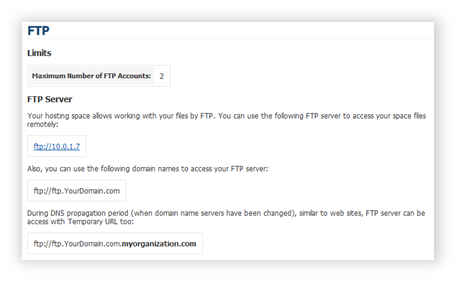 FTP
Limits
Maximum Number of FTP Accounts: 2
FTP Server
Your hosting space allows working with your files by FTP. You can use the following FTP server to access your space files
remotely:
ftp://10.0.1.7
Also, you can use the following domain names to access your FTP server:
ftp://ftp.YourDomain.com
During DNS propagation period (when domain name servers have been changed), similar to web sites, FTP server can be
access with Temporary URL too:
ftp://ftp.YourDomain.com.myorganization.com